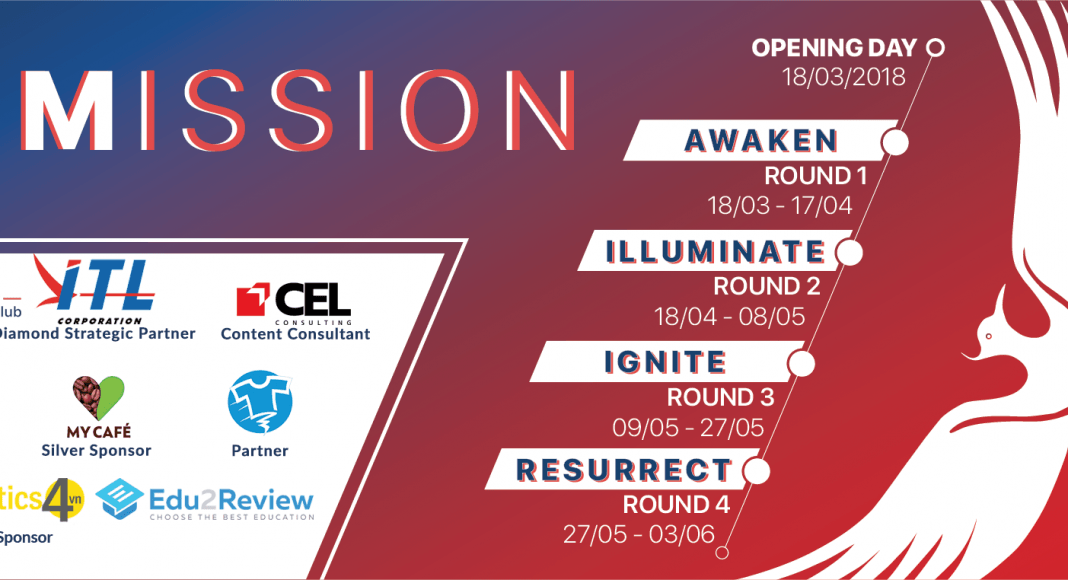 MISSION
OPENING DAY
18/03/2018
AWAKEN
ROUND 1
18/03 - 17/04
ILLUMINATE
ROUND 2
18/04 - 08/05
IGNITE
ROUND 3
09/05 - 27/05
RESURRECT
ROUND 4
27/05 - 03/06
lub
ITL
CORPORATION
Diamond Strategic Partner
CEL
CONSULTING
Content Consultant
MY CAFÉ
Silver Sponsor
Partner
tics4vn
Sponsor
Edu2Review
CHOOSE THE BEST EDUCATION